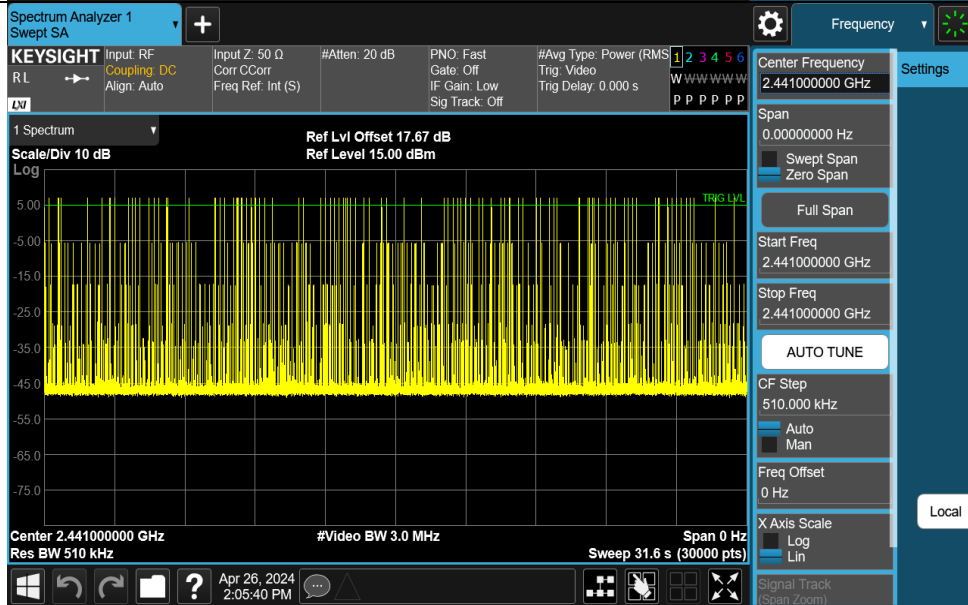 Spectrum Analyzer 1
Swept SA
Frequency
KEYSIGHT
R L
LXI
Input: RF
Coupling: DC
Align: Auto
Input Z: 50 Ω
Corr CCorr
Freq Ref: Int (S)
#Atten: 20 dB
PNO: Fast
Gate: Off
IF Gain: Low
Sig Track: Off
#Avg Type: Power (RMS
Trig: Video
Trig Delay: 0.000 s
1 2 3 4 5 6
W W W W W W
P P P P P P
1 Spectrum
Scale/Div 10 dB
Log
Ref Lvl Offset 17.67 dB
Ref Level 15.00 dBm
TRIG LVL
5.00
-5.00
-15.0
-25.0
-35.0
-45.0
-55.0
-65.0
-75.0
Center 2.441000000 GHz
Res BW 510 kHz
#Video BW 3.0 MHz
Span 0 Hz
Sweep 31.6 s (30000 pts)
Center Frequency
2.441000000 GHz
Settings
Span
0.00000000 Hz
Swept Span
Zero Span
Full Span
Start Freq
2.441000000 GHz
Stop Freq
2.441000000 GHz
AUTO TUNE
CF Step
510.000 kHz
Auto
Man
Freq Offset
0 Hz
Local
X Axis Scale
Log
Lin
Signal Track
(Span Zoom)
?
Apr 26, 2024
2:05:40 PM